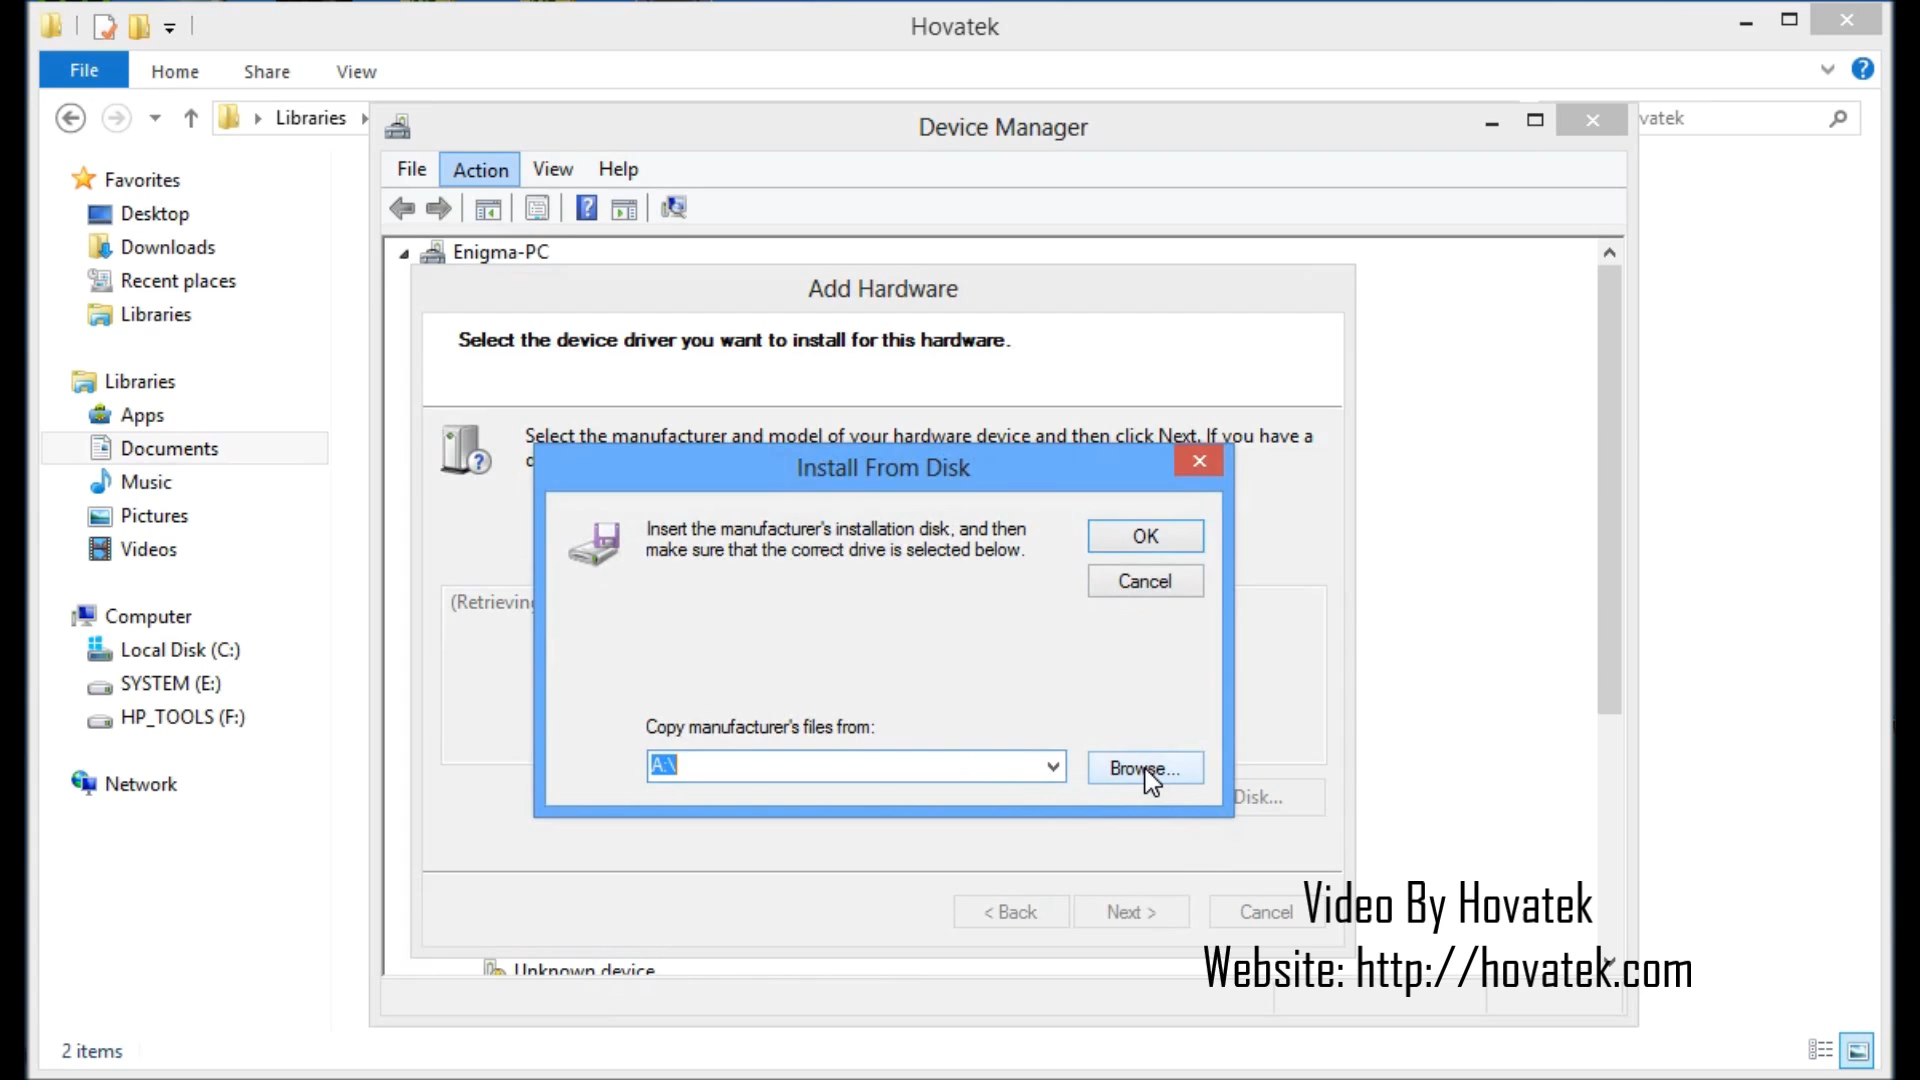 Hovatek
File
Home
Share
View
Libraries
vatek
Device Manager
File
Action
View
Help
Favorites
Desktop
Downloads
Recent places
Libraries
Libraries
Apps
Documents
Music
Pictures
Videos
Computer
Local Disk (C:)
SYSTEM (E:)
HP_TOOLS (F:)
Network
Enigma-PC
Add Hardware
Select the device driver you want to install for this hardware.
Select the manufacturer and model of your hardware device and then click Next. If you have a
Install From Disk
Insert the manufacturer's installation disk, and then
make sure that the correct drive is selected below.
OK
Cancel
(Retrieving
Copy manufacturer's files from:
A:\
Browse...
Disk...
< Back
Next >
Cancel
Unknown device
Video By Hovatek
Website: http://hovatek.com
2 items